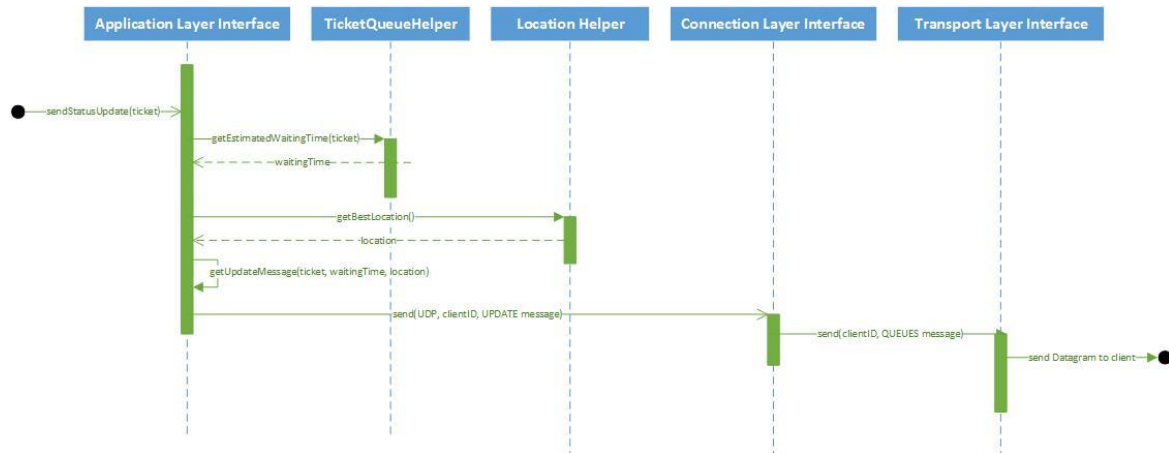 Application Layer Interface
TicketQueueHelper
Location Helper
Connection Layer Interface
Transport Layer Interface
sendStatusUpdate(ticket)
getEstimatedWaitingTime(ticket)
waitingTime
getBestLocation()
location
getUpdateMessage(ticket, waitingTime, location)
send(UDP, clientID, UPDATE message)
send(clientID, QUEUES message)
send Datagram to client